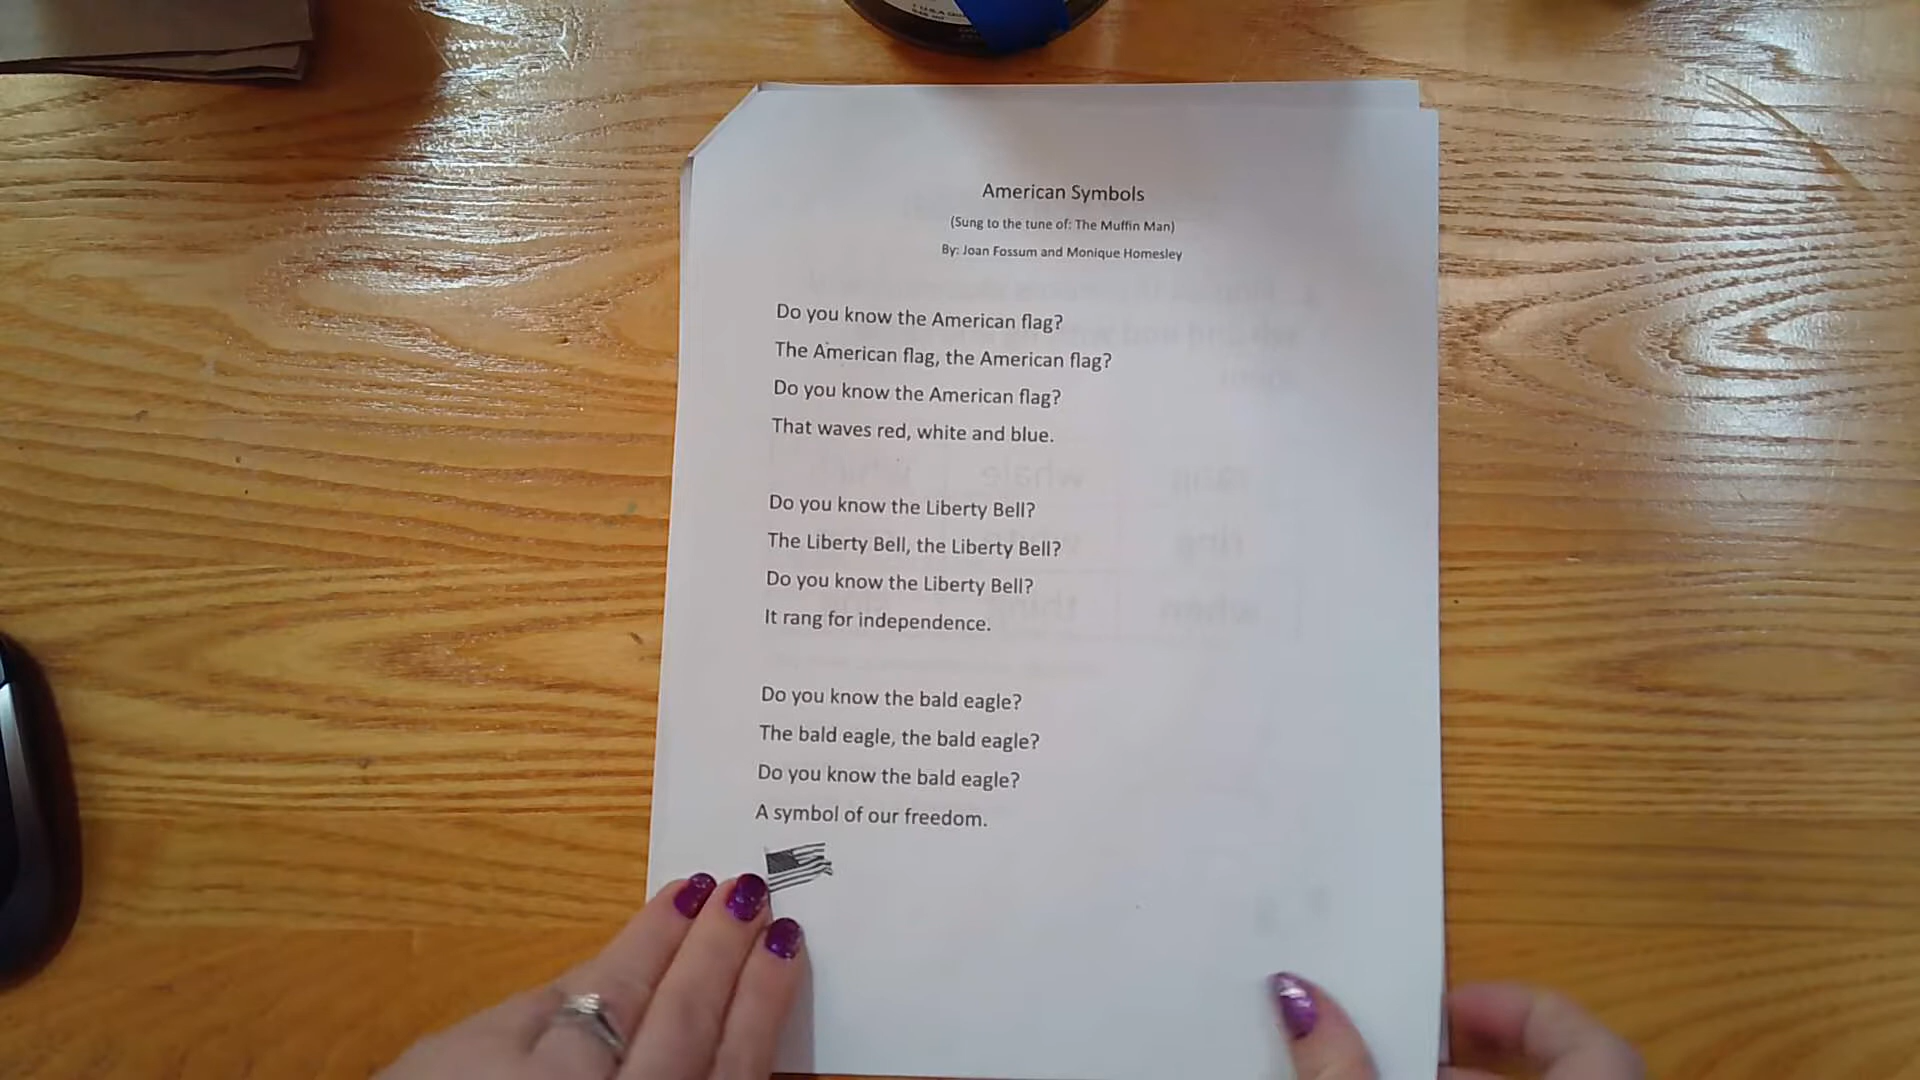 American Symbols
(Sung to the tune of: The Muffin Man)
By: Joan Fossum and Monique Homesley
Do you know the American flag?
The American flag, the American flag?
Do you know the American flag?
That waves red, white and blue.
Do you know the Liberty Bell?
The Liberty Bell, the Liberty Bell?
Do you know the Liberty Bell?
It rang for independence.
Do you know the bald eagle?
The bald eagle, the bald eagle?
Do you know the bald eagle?
A symbol of our freedom.